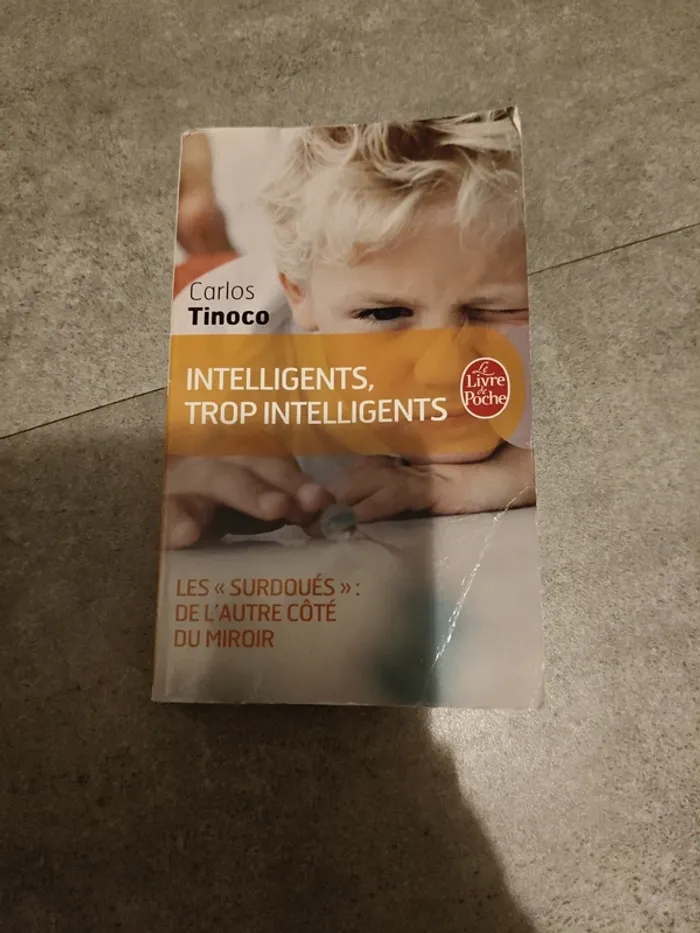 Carlos
Tinoco
INTELLIGENTS,
TROP INTELLIGENTS
Le
Livre
de
Poche
LES « SURDOUÉS » :
DE L'AUTRE CÔTÉ
DU MIROIR